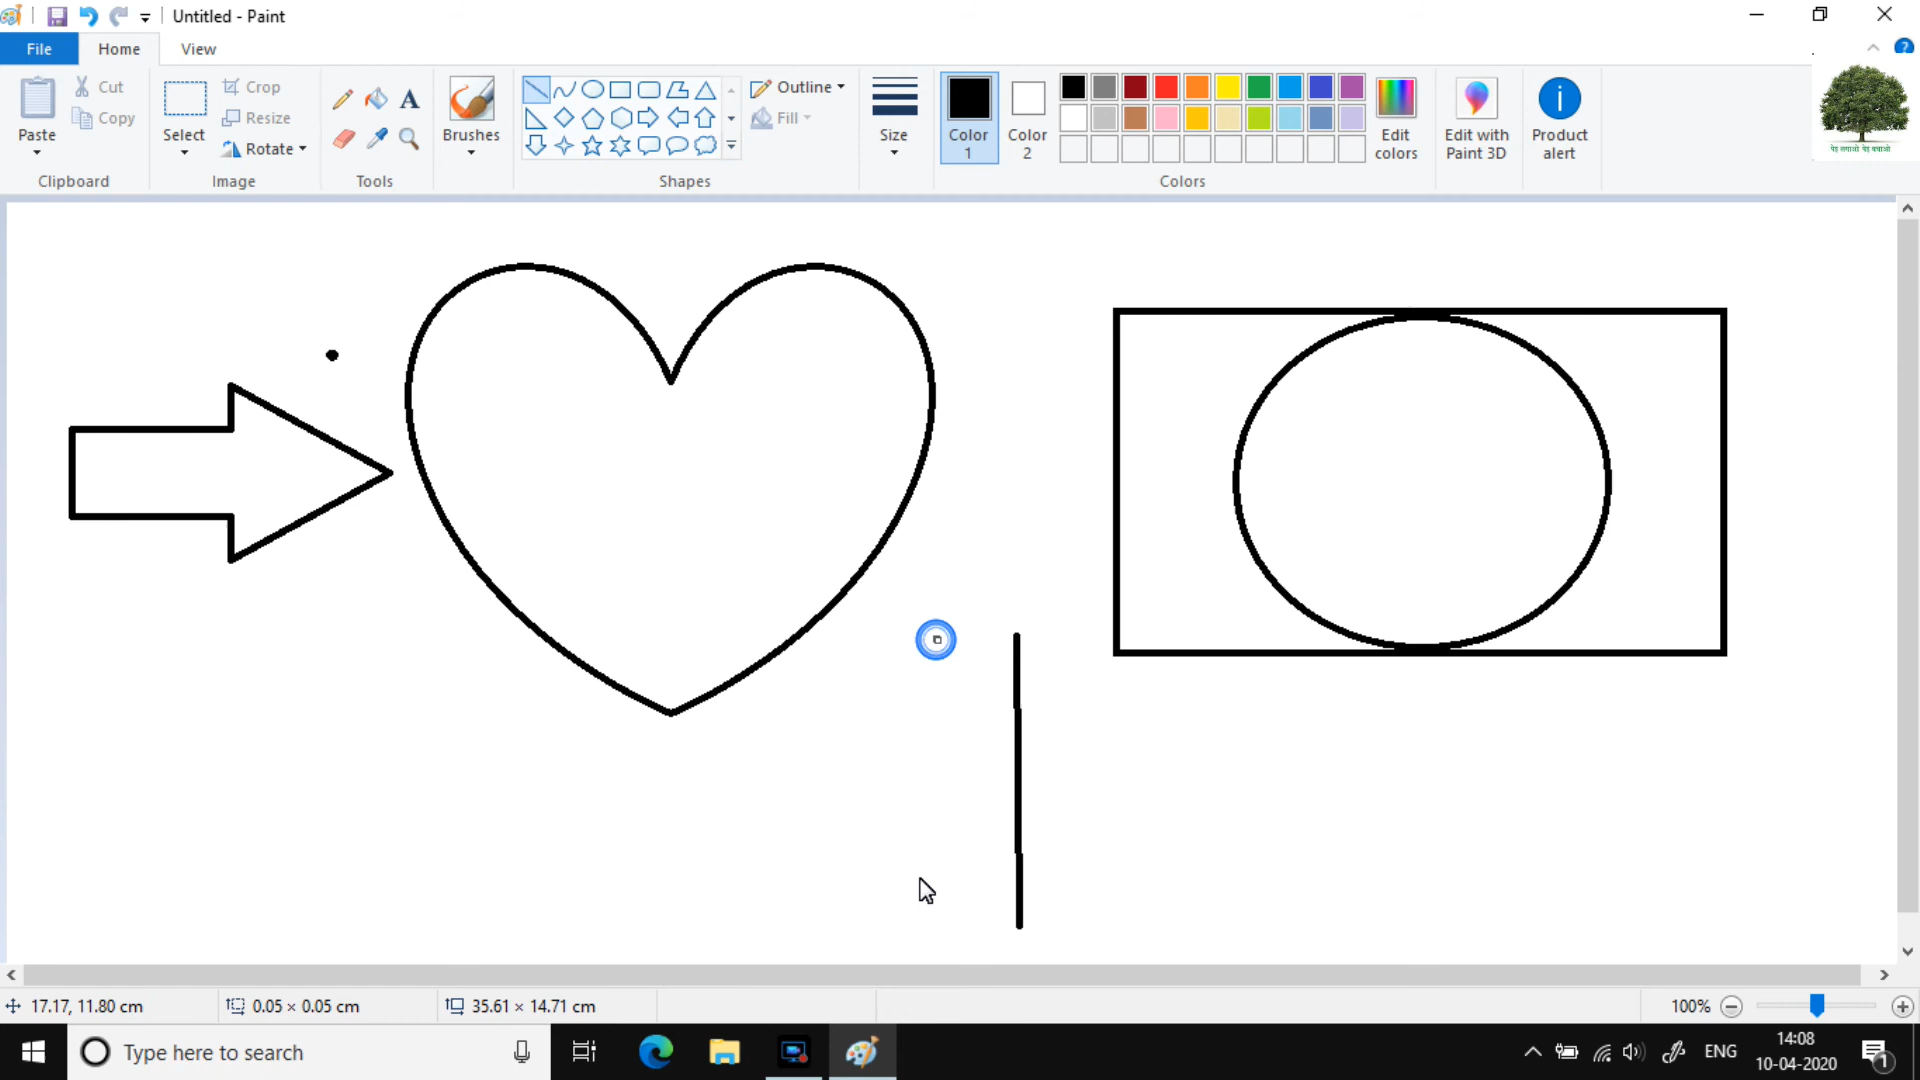 Untitled - Paint
File Home View
Paste
Cut
Copy
Clipboard
Select
Crop
Resize
Rotate
Image
A
Tools
Brushes
Shapes
Outline
Fill
Size
Color 1
Color 2
Edit colors
Colors
Edit with Paint 3D
Product alert
पेड़ लगाओ पेड़ बचाओ
17.17, 11.80 cm
0.05 × 0.05 cm
35.61 × 14.71 cm
100%
Type here to search
ENG
14:08
10-04-2020
1